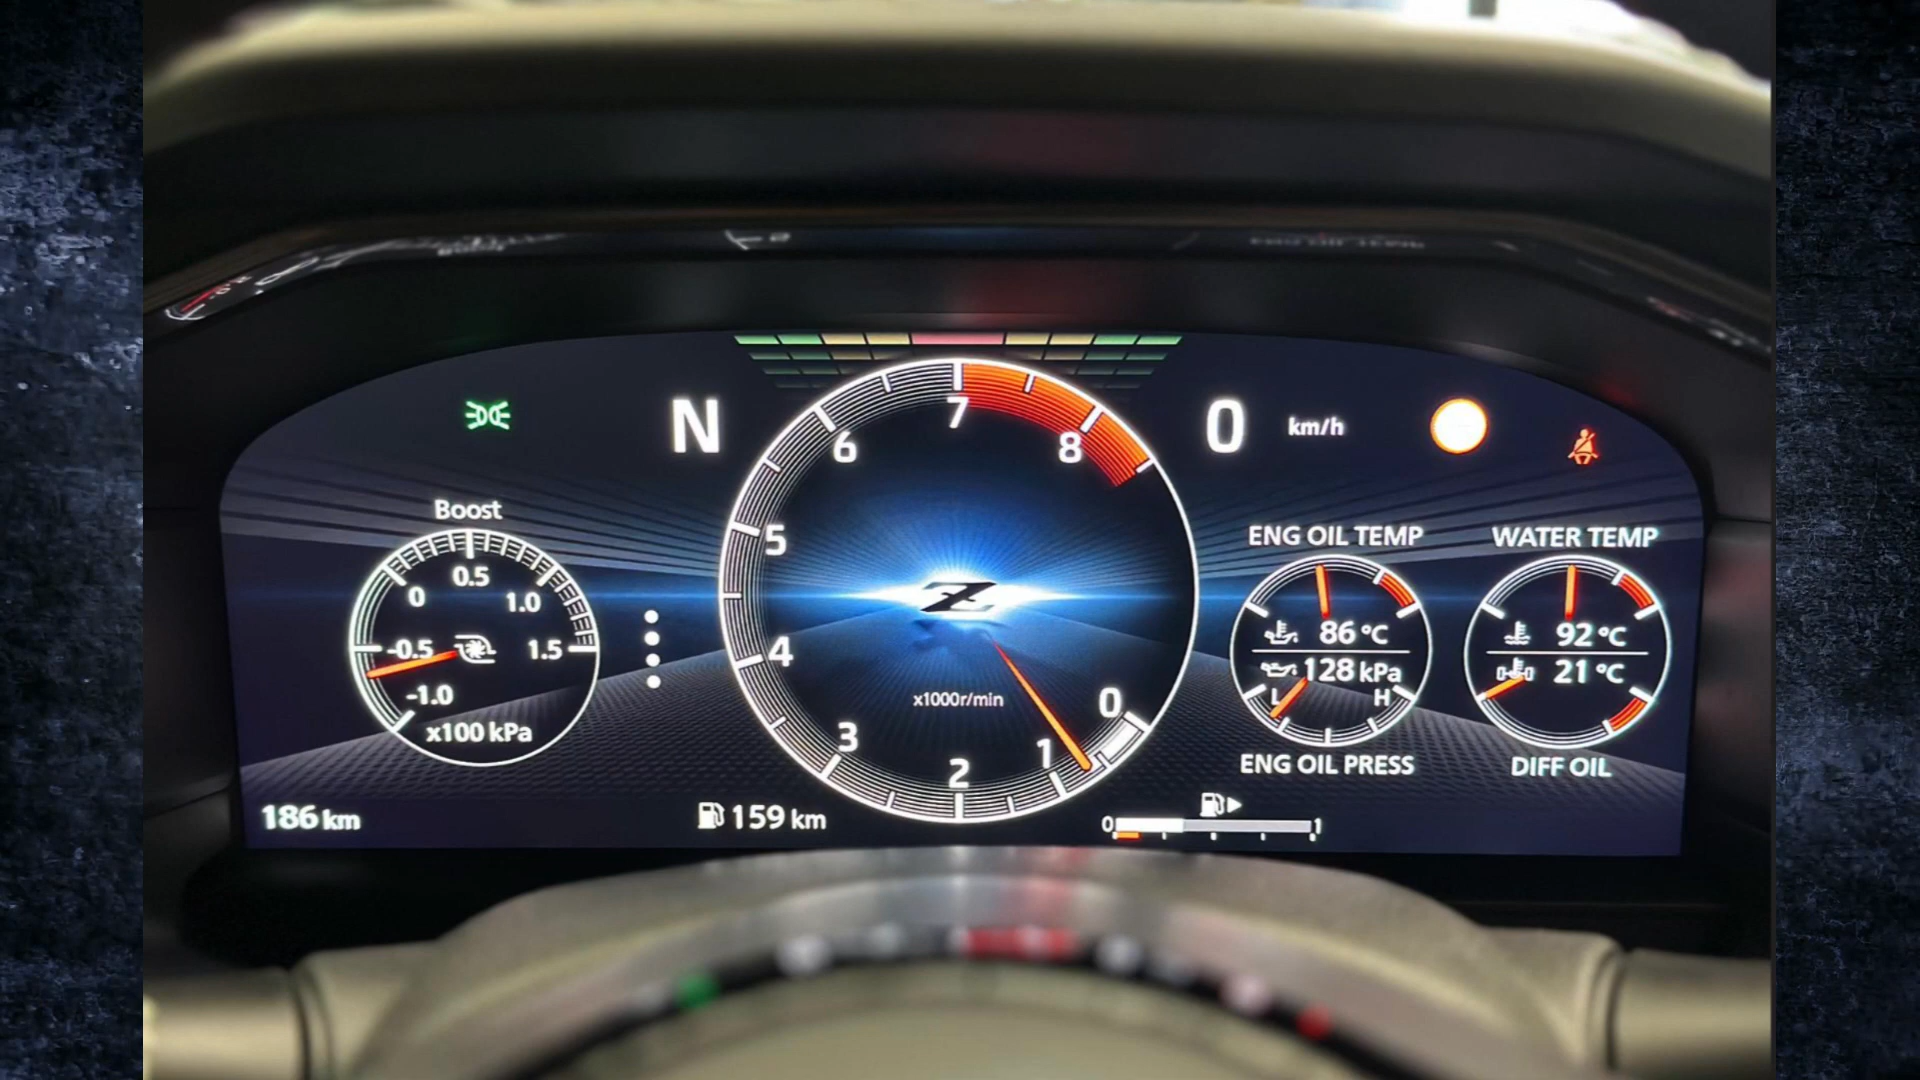 N
0 km/h
7
6
8
5
4
3
2
1
0
x1000r/min
Boost
0.5
0
1.0
-0.5
1.5
-1.0
x100 kPa
ENG OIL TEMP
86 °C
128 kPa
L
H
ENG OIL PRESS
WATER TEMP
92 °C
21 °C
DIFF OIL
186 km
159 km
0
1